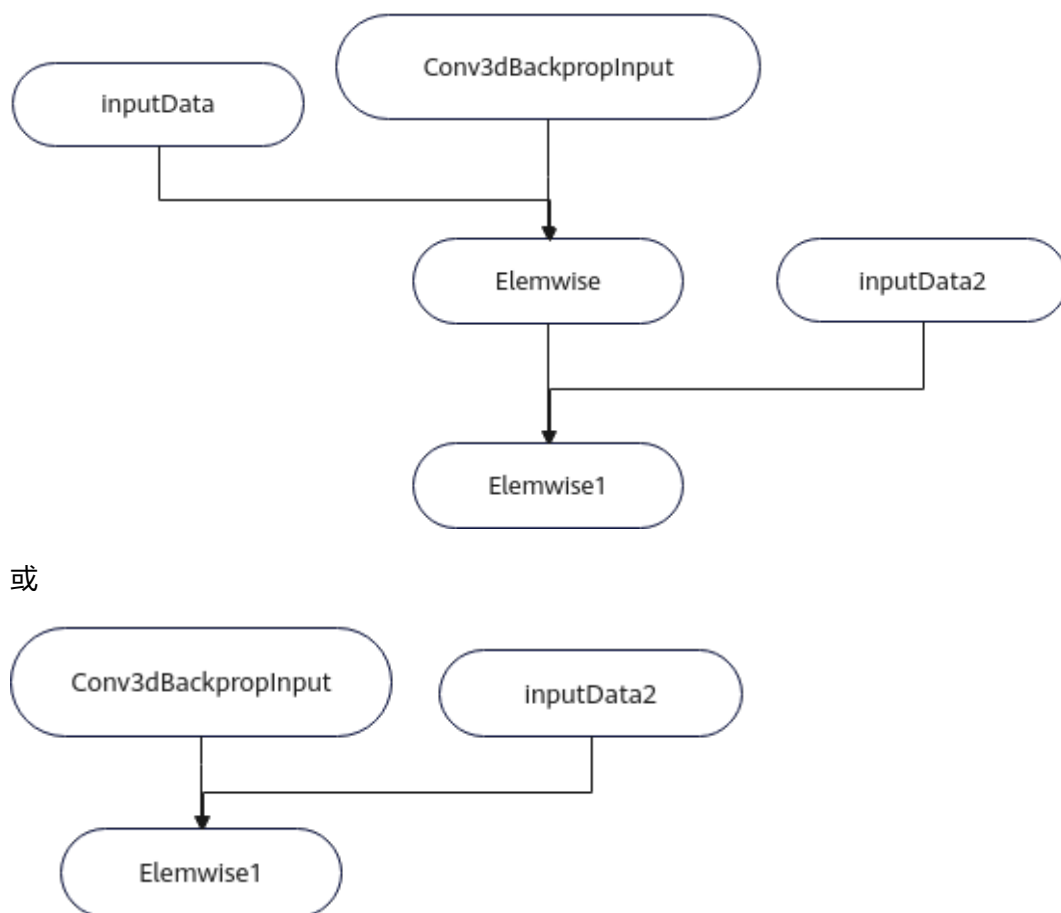 Conv3dBackpropInput
inputData
Elemwise
inputData2
Elemwise1
或
Conv3dBackpropInput
inputData2
Elemwise1